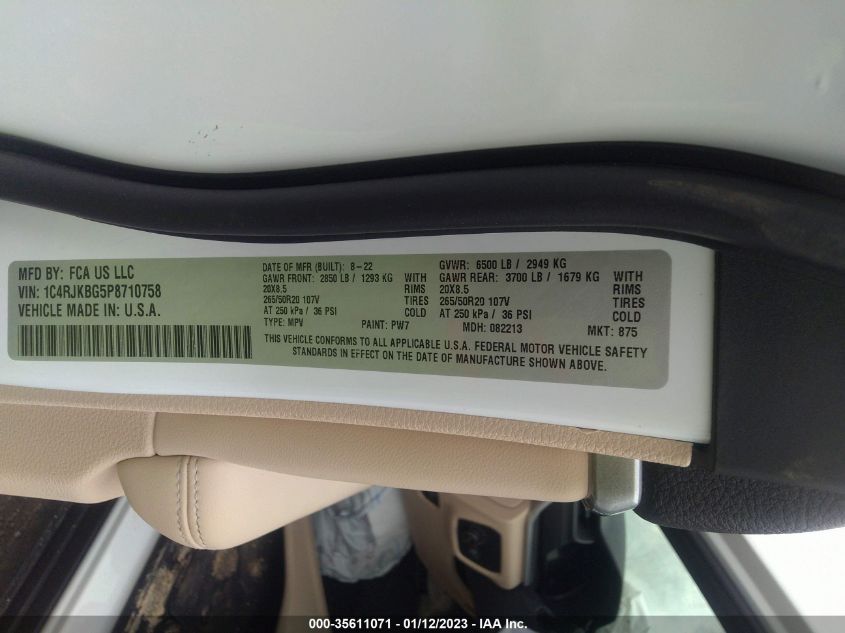 MFD BY: FCA US LLC
VIN: 1C4RJKBG5P8710758
VEHICLE MADE IN: U.S.A.
DATE OF MFR (BUILT): 8-22 GVWR: 6500 LB / 2949 KG
GAWR FRONT: 2850 LB / 1293 KG WITH GAWR REAR: 3700 LB / 1679 KG WITH
20X8.5 RIMS 20X8.5 RIMS
265/50R20 107V TIRES 265/50R20 107V TIRES
AT 250 kPa / 36 PSI COLD AT 250 kPa / 36 PSI COLD
TYPE: MPV PAINT: PW7 MDH: 082213 MKT: 875
THIS VEHICLE CONFORMS TO ALL APPLICABLE U.S.A. FEDERAL MOTOR VEHICLE SAFETY
STANDARDS IN EFFECT ON THE DATE OF MANUFACTURE SHOWN ABOVE.
000-35611071 - 01/12/2023 - IAA Inc.